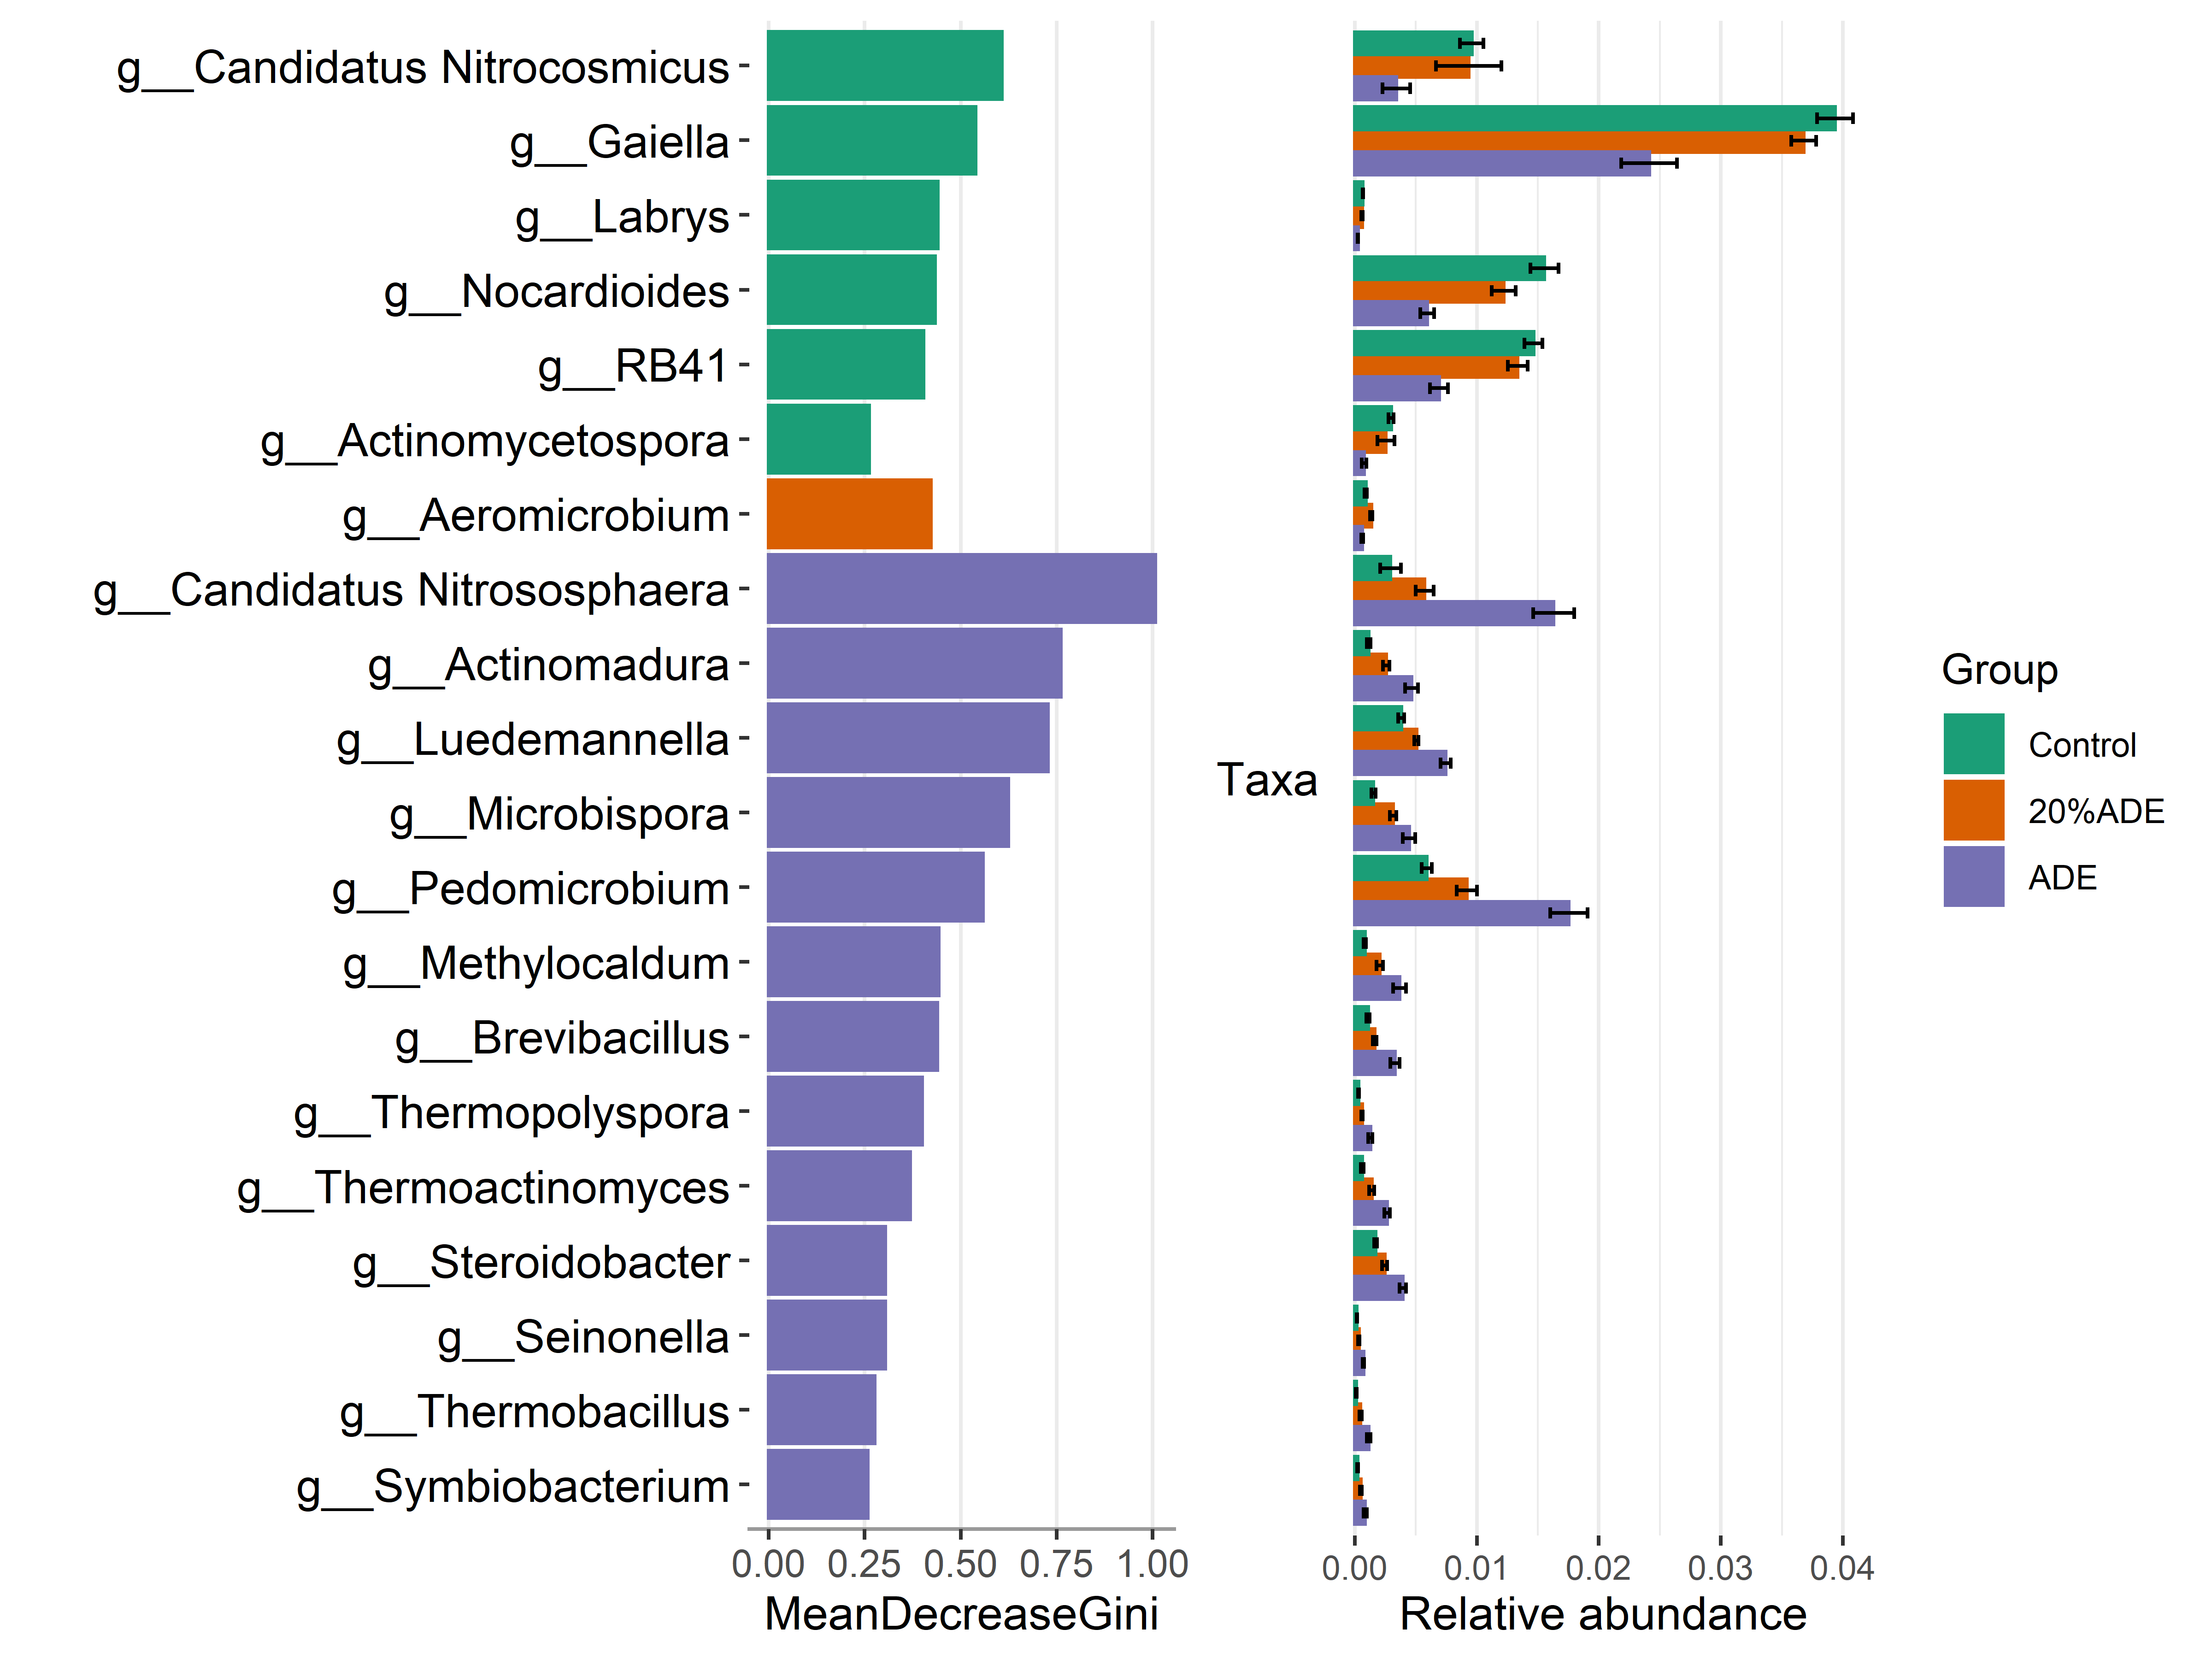 g__Candidatus Nitrocosmicus
g__Gaiella
g__Labrys
g__Nocardioides
g__RB41
g__Actinomycetospora
g__Aeromicrobium
g__Candidatus Nitrososphaera
g__Actinomadura
g__Luedemannella
g__Microbispora
g__Pedomicrobium
g__Methylocaldum
g__Brevibacillus
g__Thermopolyspora
g__Thermoactinomyces
g__Steroidobacter
g__Seinonella
g__Thermobacillus
g__Symbiobacterium
0.00 0.25 0.50 0.75 1.00
MeanDecreaseGini
Taxa
0.00 0.01 0.02 0.03 0.04
Relative abundance
Group
Control
20%ADE
ADE